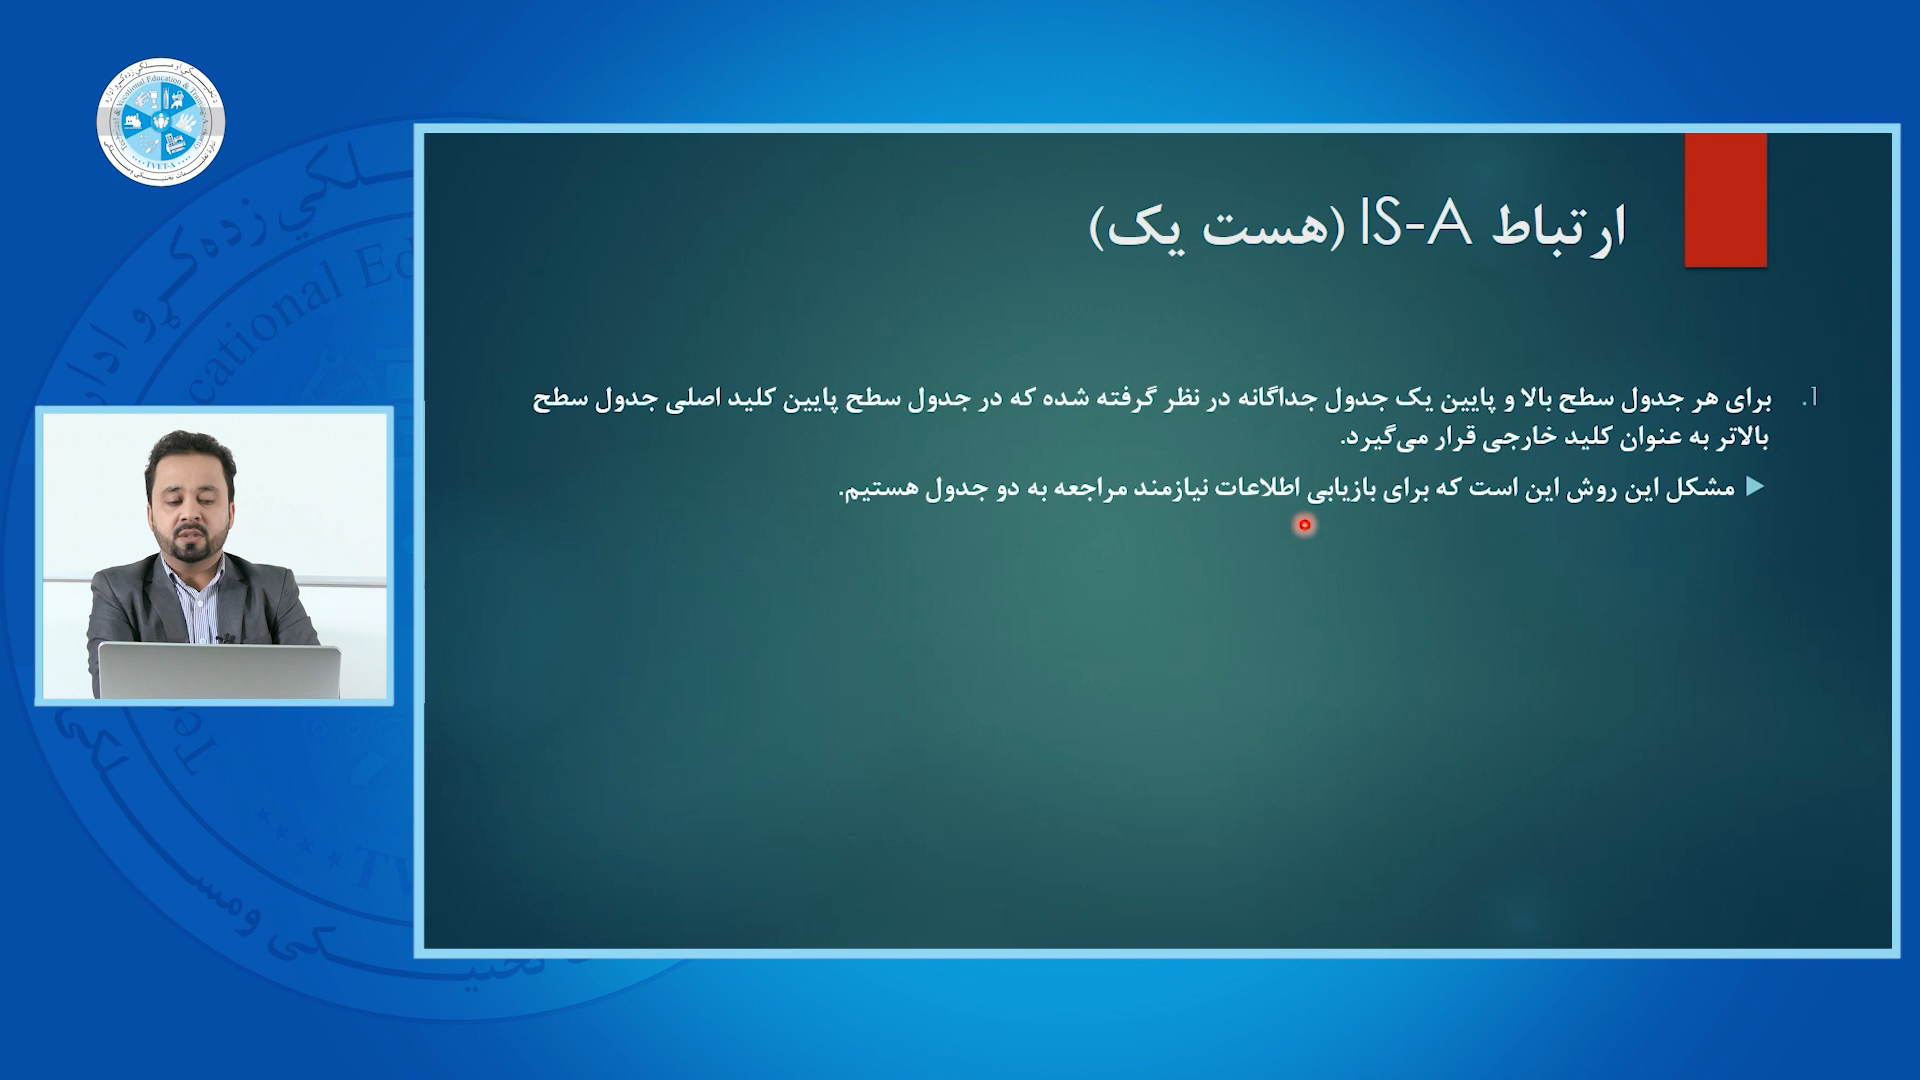 ارتباط IS-A (هست یک)
1. برای هر جدول سطح بالا و پایین یک جدول جداگانه در نظر گرفته شده که در جدول سطح پایین کلید اصلی جدول سطح
بالاتر به عنوان کلید خارجی قرار می‌گیرد.
مشکل این روش این است که برای بازیابی اطلاعات نیازمند مراجعه به دو جدول هستیم.
TVET-A